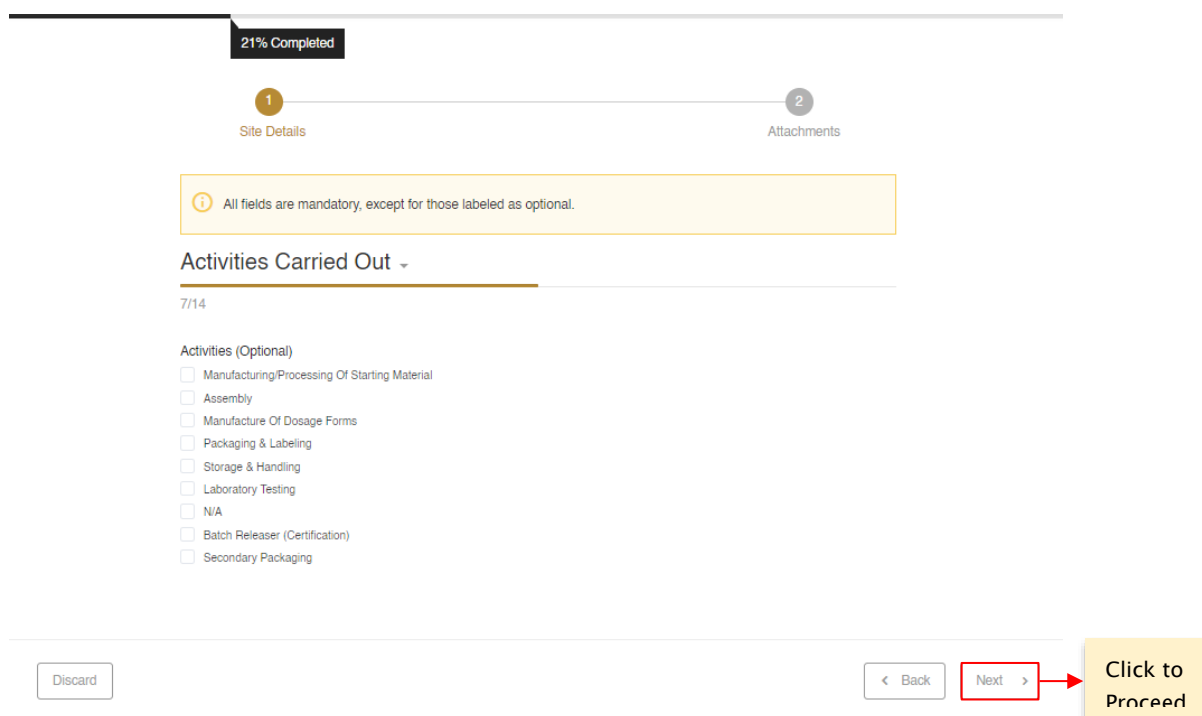 21% Completed
1
2
Site Details
Attachments
All fields are mandatory, except for those labeled as optional.
Activities Carried Out
7/14
Activities (Optional)
Manufacturing/Processing Of Starting Material
Assembly
Manufacture Of Dosage Forms
Packaging & Labeling
Storage & Handling
Laboratory Testing
N/A
Batch Releaser (Certification)
Secondary Packaging
Discard
Back
Next
Click to
Proceed